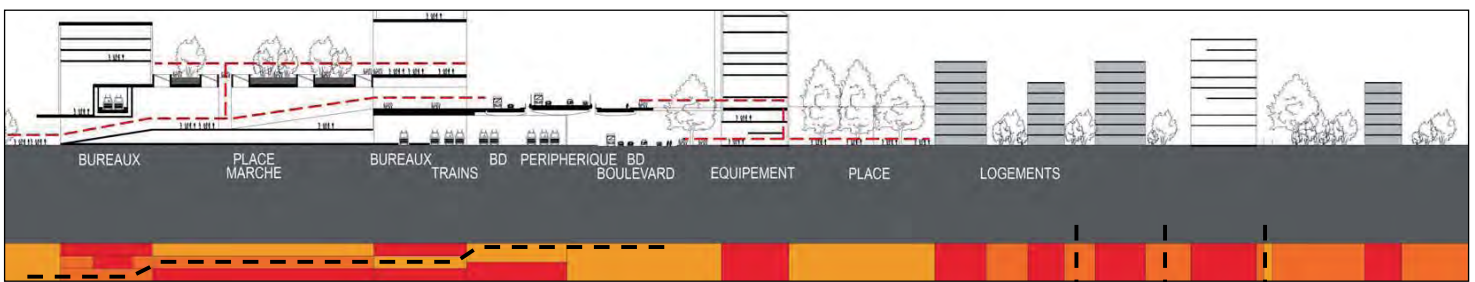 BUREAUX
PLACE
MARCHE
BUREAUX
TRAINS
BD
PERIPHERIQUE
BD
BOULEVARD
EQUIPEMENT
PLACE
LOGEMENTS